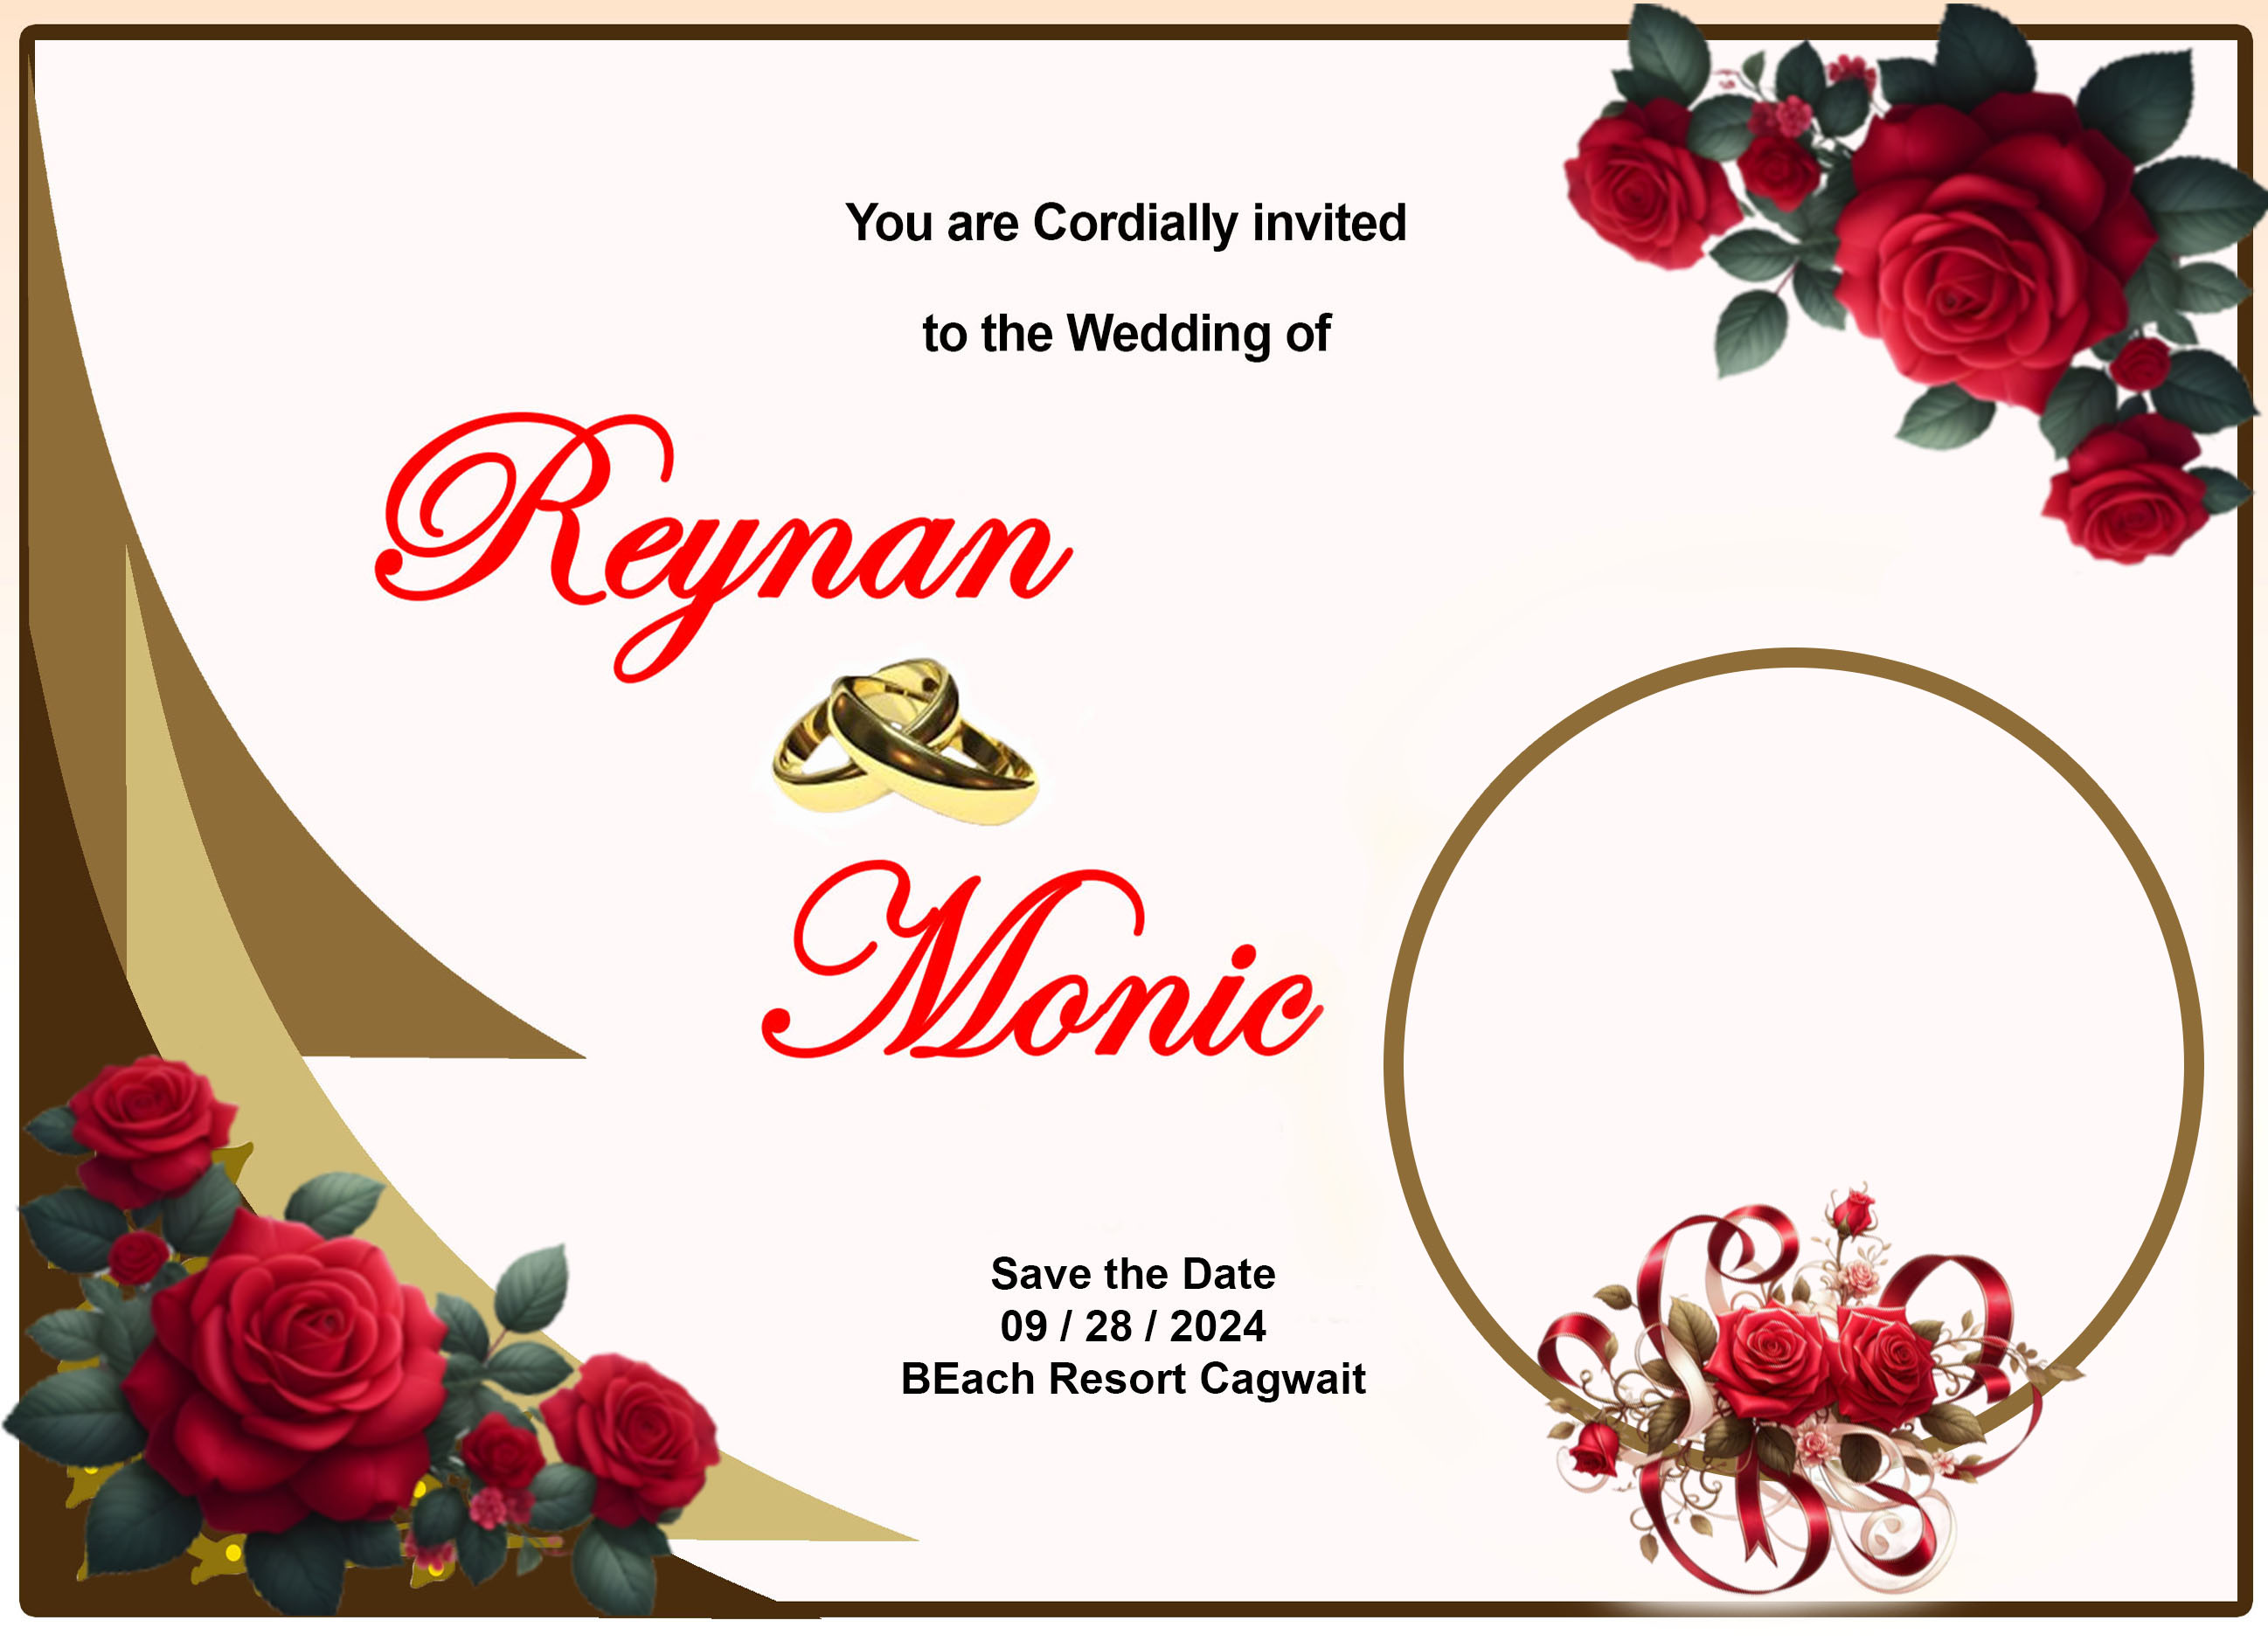 You are Cordially invited
to the Wedding of
Reynan
Monic
Save the Date
09 / 28 / 2024
BEach Resort Cagwait